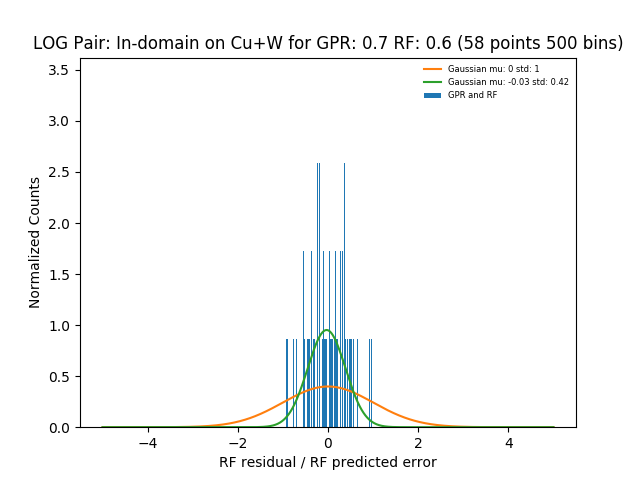 LOG Pair: In-domain on Cu+W for GPR: 0.7 RF: 0.6 (58 points 500 bins)
Gaussian mu: 0 std: 1
Gaussian mu: -0.03 std: 0.42
GPR and RF
Normalized Counts
3.5
3.0
2.5
2.0
1.5
1.0
0.5
0.0
−4 −2 0 2 4
RF residual / RF predicted error